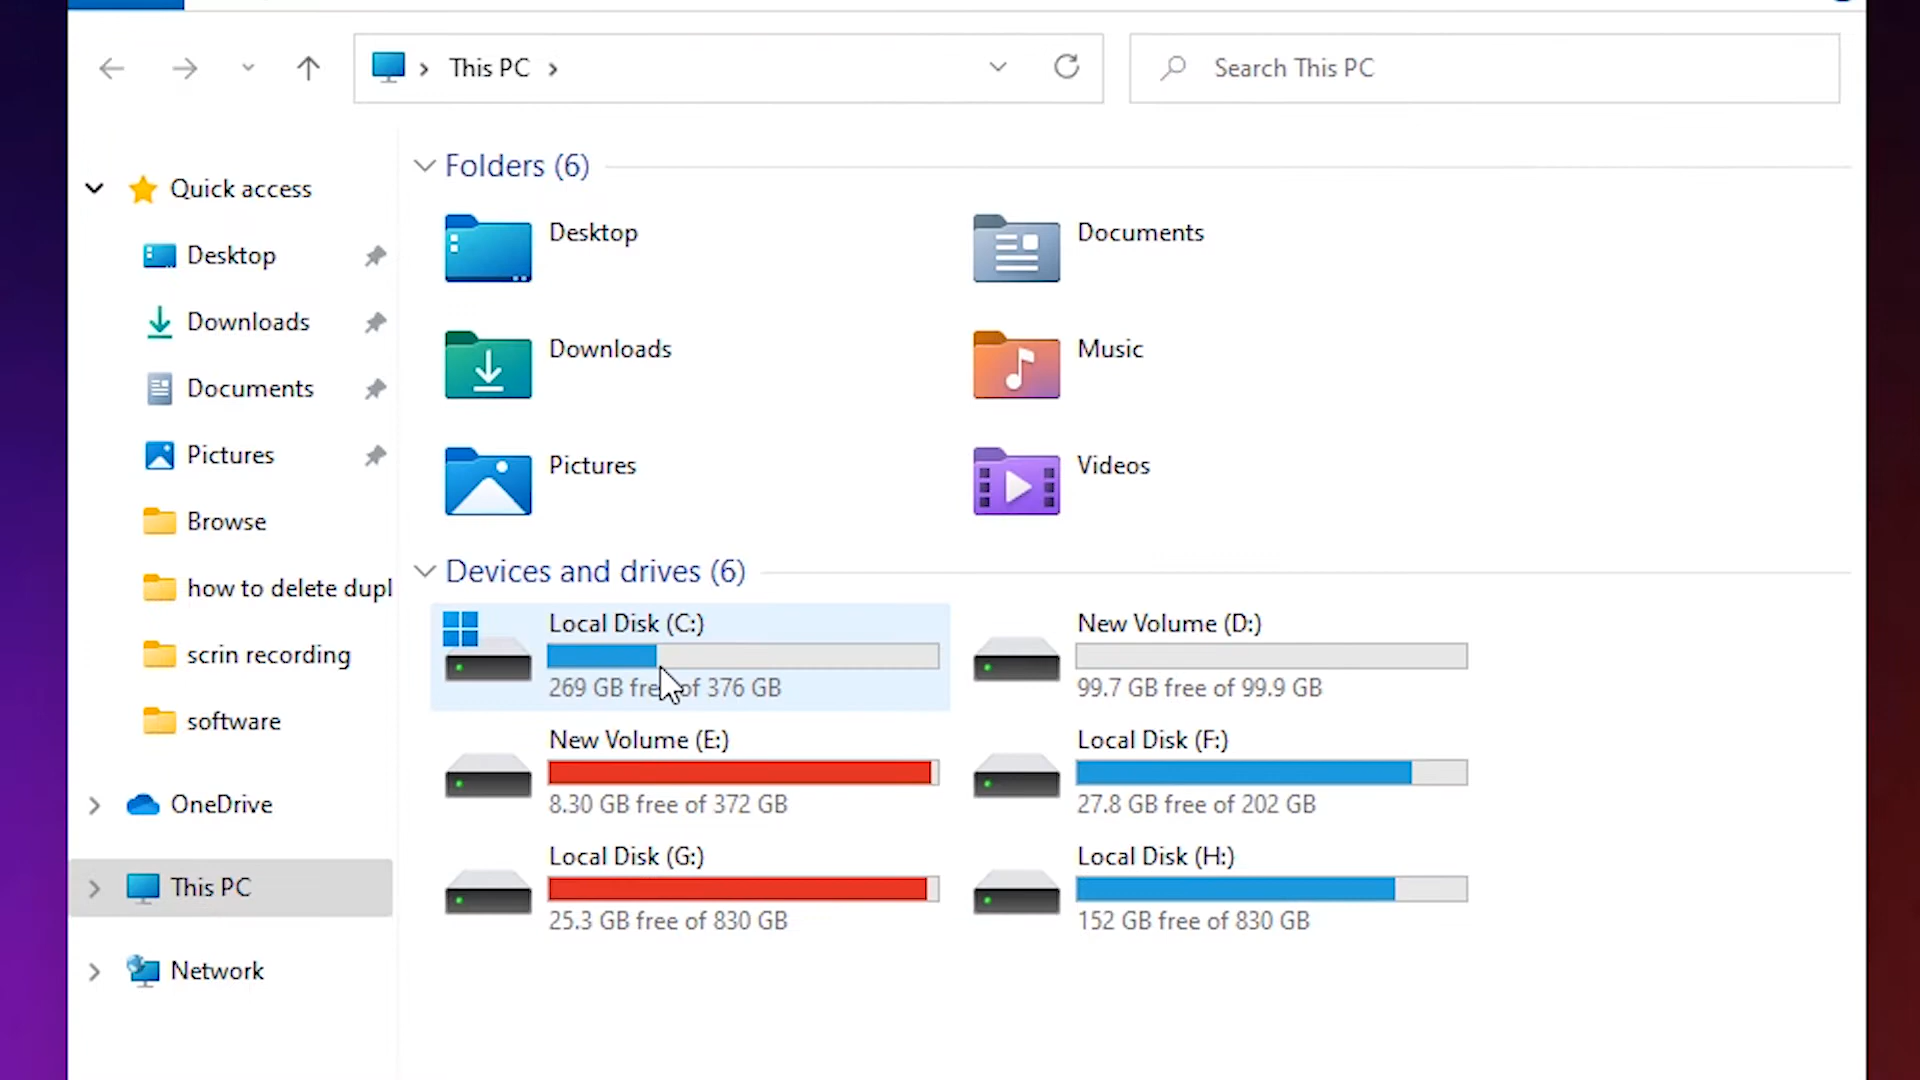 This PC
Search This PC
Quick access
Desktop
Downloads
Documents
Pictures
Browse
how to delete dupl
scrin recording
software
OneDrive
This PC
Network
Folders (6)
Desktop
Documents
Downloads
Music
Pictures
Videos
Devices and drives (6)
Local Disk (C:)
269 GB free of 376 GB
New Volume (D:)
99.7 GB free of 99.9 GB
New Volume (E:)
8.30 GB free of 372 GB
Local Disk (F:)
27.8 GB free of 202 GB
Local Disk (G:)
25.3 GB free of 830 GB
Local Disk (H:)
152 GB free of 830 GB